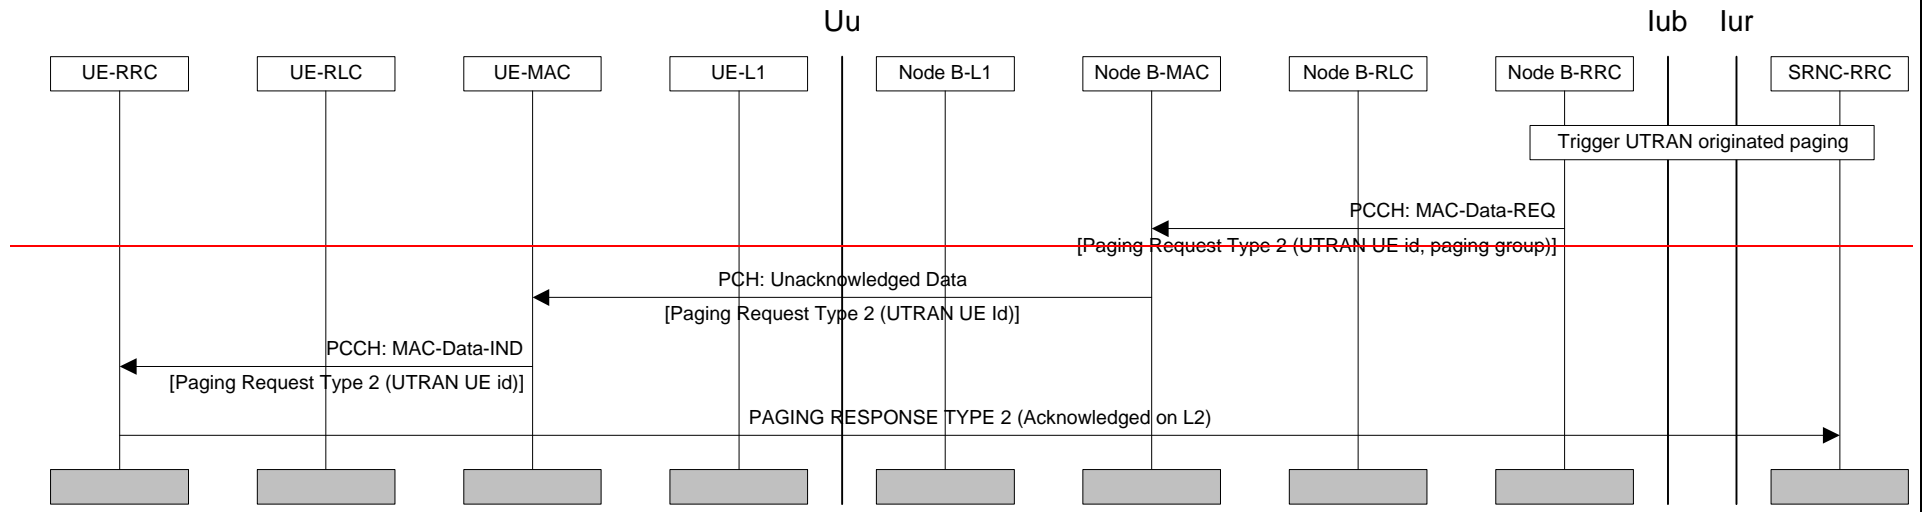 Uu Iub Iur
UE-RRC UE-RLC UE-MAC UE-L1 Node B-L1 Node B-MAC Node B-RLC Node B-RRC SRNC-RRC
Trigger UTRAN originated paging
PCCH: MAC-Data-REQ
[Paging Request Type 2 (UTRAN UE id, paging group)]
PCH: Unacknowledged Data
[Paging Request Type 2 (UTRAN UE Id)]
PCCH: MAC-Data-IND
[Paging Request Type 2 (UTRAN UE id)]
PAGING RESPONSE TYPE 2 (Acknowledged on L2)